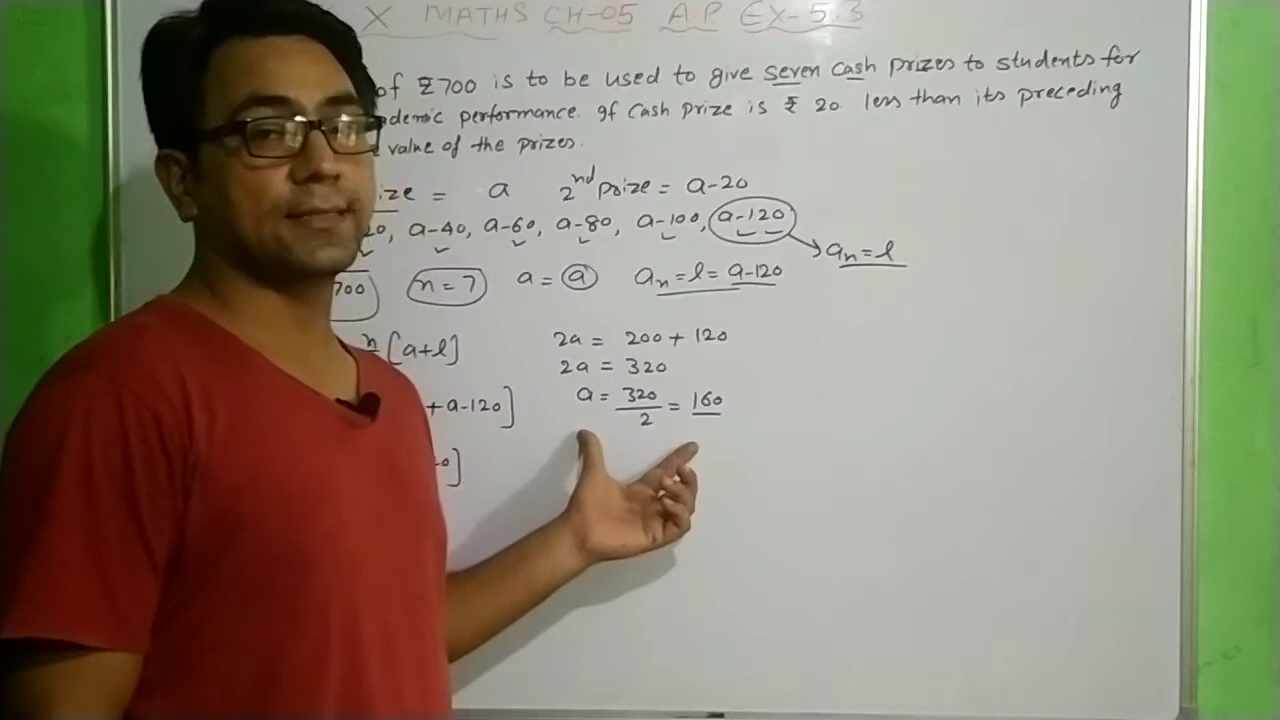 X MATHS CH-05 AP EX-5.3
of ₹700 is to be used to give seven cash prizes to students for
demic performance. If Cash prize is ₹ 20 less than its preceding
value of the prizes.
ize = a 2nd prize = a-20
20, a-40, a-60, a-80, a-100, a-120
an=l
700 n=7 a=a an=l=a-120
n[a+l]
+a-120]
0]
2a = 200+120
2a = 320
a = 320/2 = 160